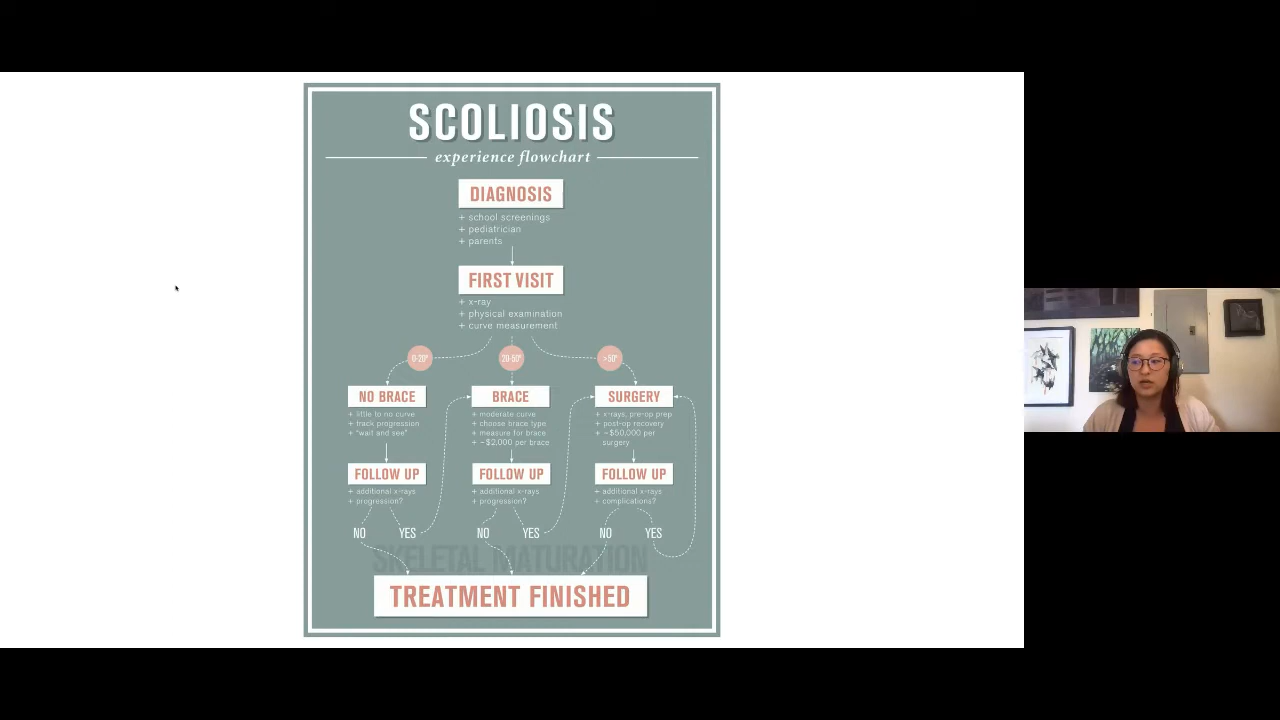 SCOLIOSIS
experience flowchart
DIAGNOSIS
+ school screenings
+ pediatrician
+ parents
FIRST VISIT
+ x-ray
+ physical examination
+ curve measurement
0-20°
20-50°
>50°
NO BRACE
+ little to no curve
+ track progression
+ "wait and see"
BRACE
+ moderate curve
+ choose brace type
+ measure for brace
+ ~$2,000 per brace
SURGERY
+ x-rays, pre-op prep
+ post-op recovery
+ ~$50,000 per
surgery
FOLLOW UP
+ additional x-rays
+ progression?
FOLLOW UP
+ additional x-rays
+ progression?
FOLLOW UP
+ additional x-rays
+ complications?
NO
YES
NO
YES
NO
YES
SKELETAL MATURATION
TREATMENT FINISHED